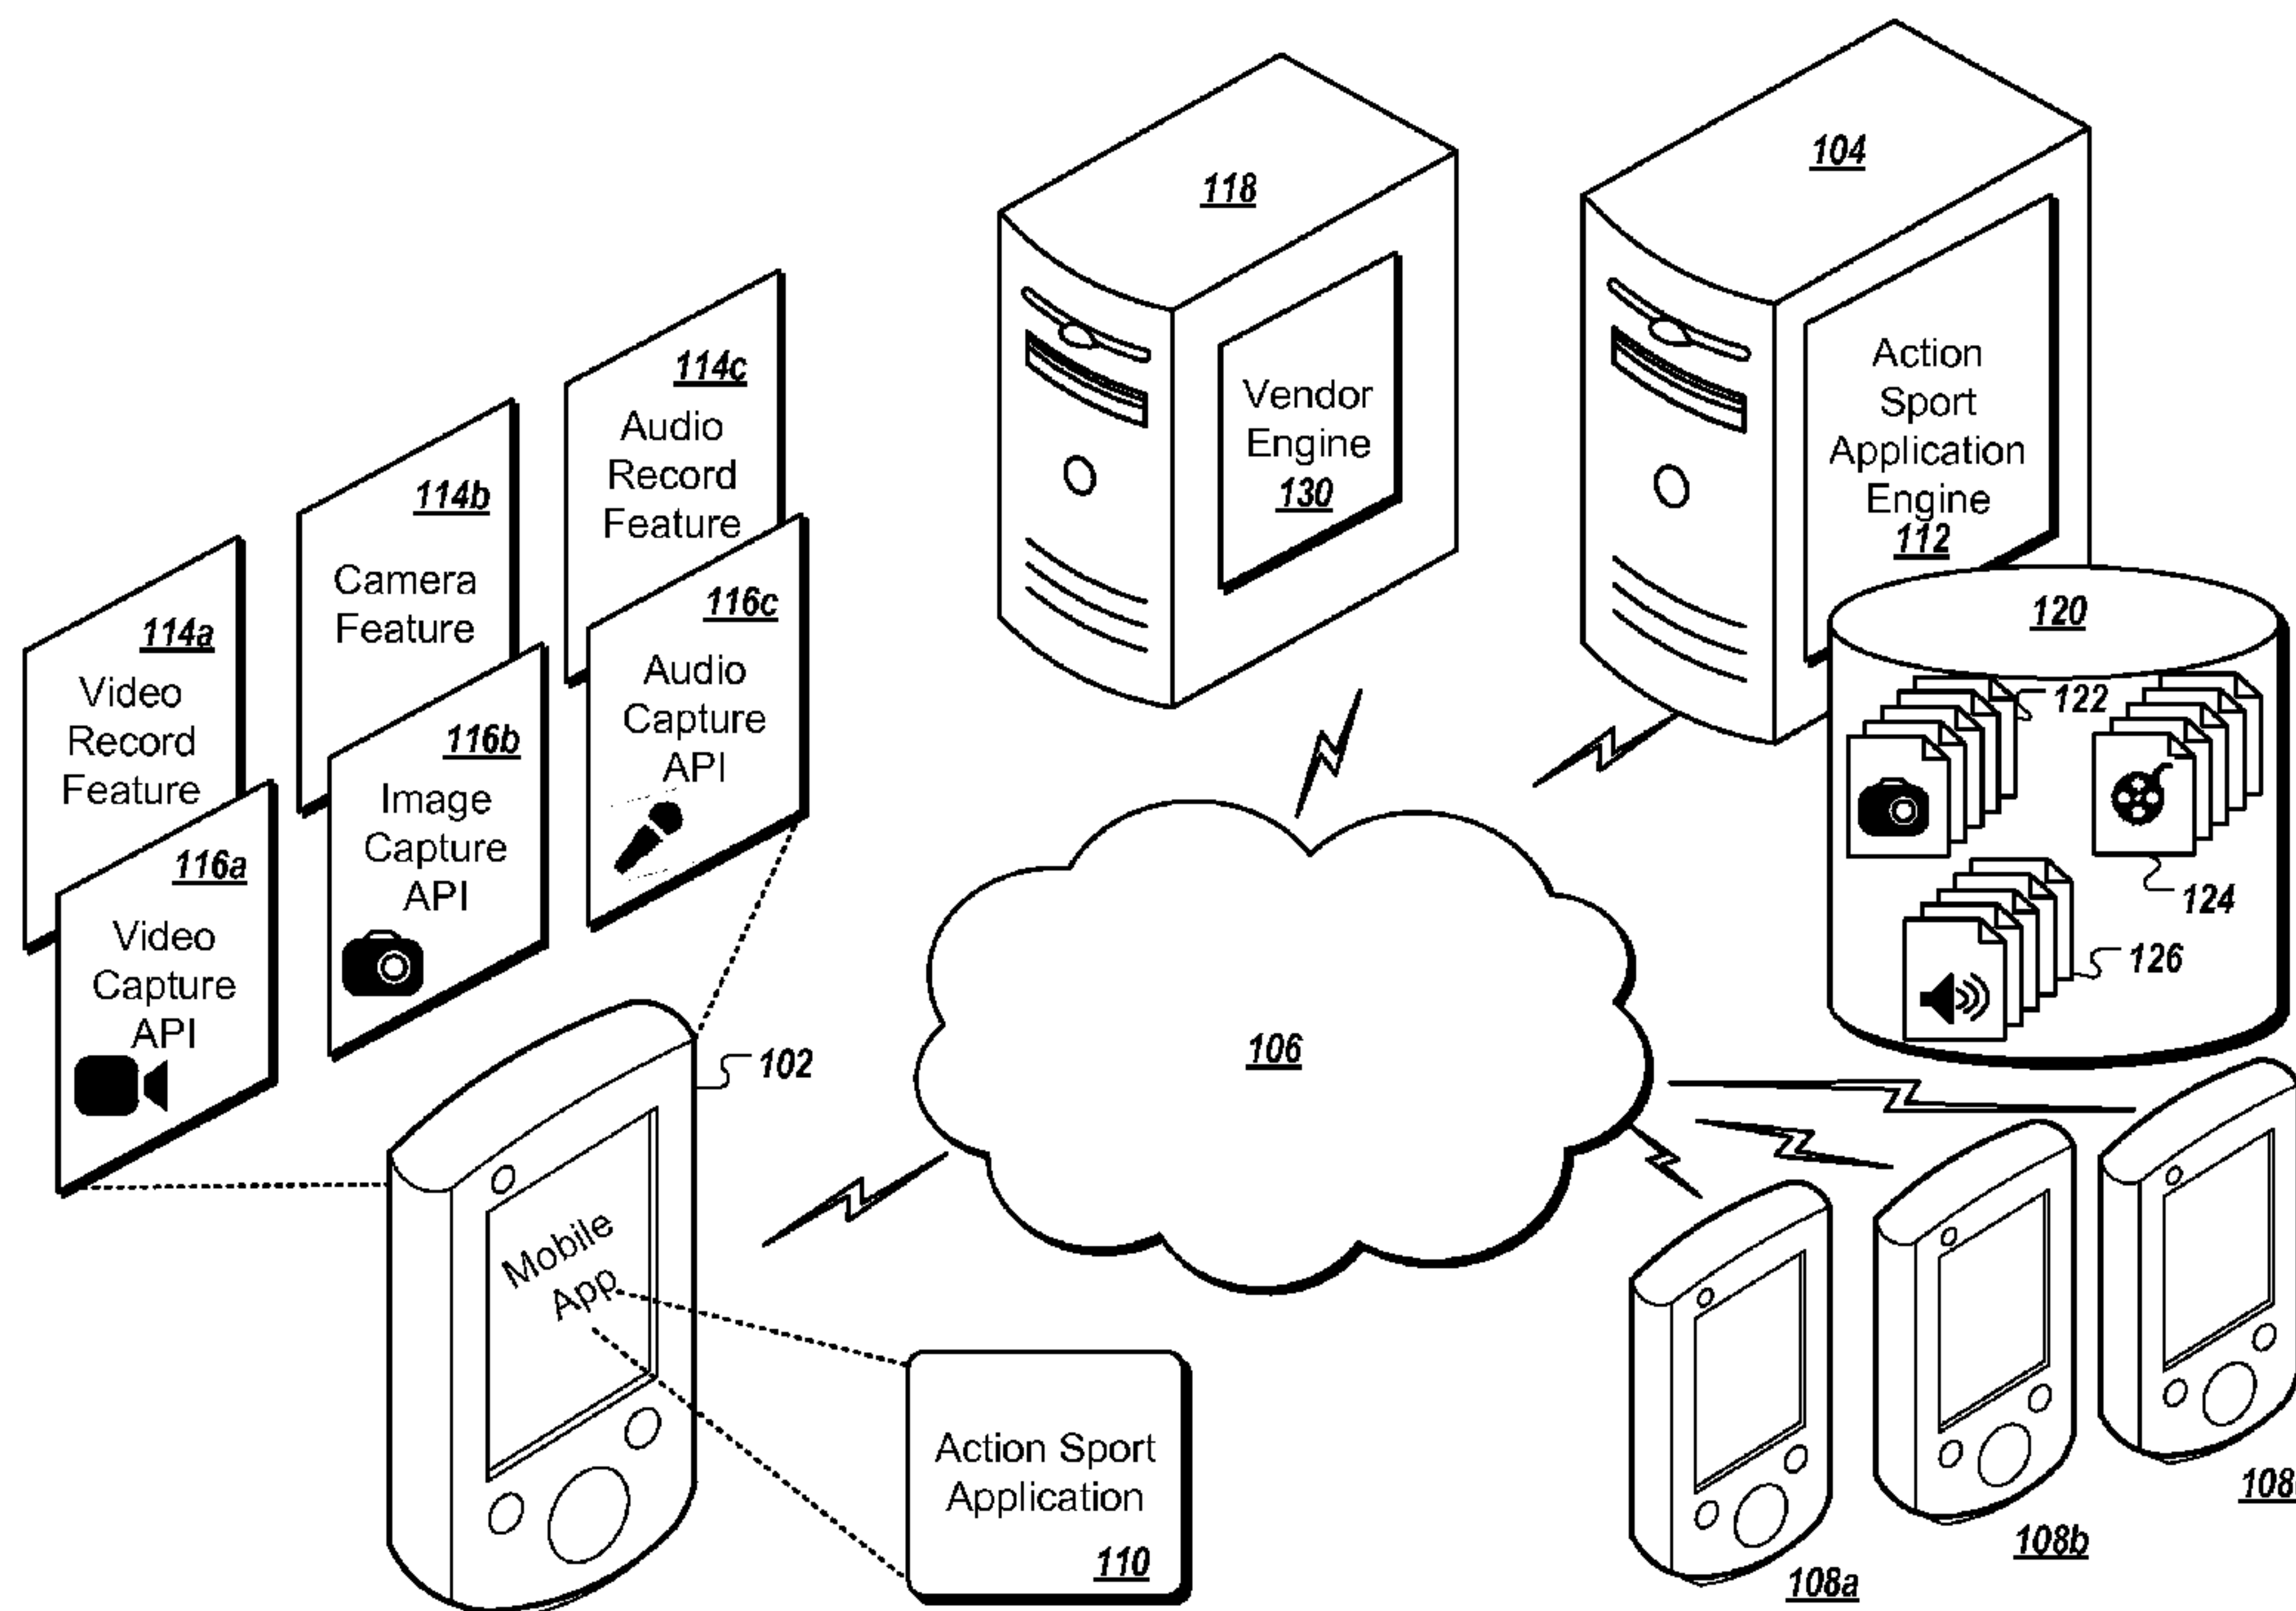 118
Vendor
Engine
130
104
Action
Sport
Application
Engine
112
114c
Audio
Record
Feature
114b
Camera
Feature
114a
Video
Record
Feature
116c
Audio
Capture
API
116b
Image
Capture
API
116a
Video
Capture
API
120
122
124
126
102
106
Mobile
App
Action Sport
Application
110
108a
108b
108